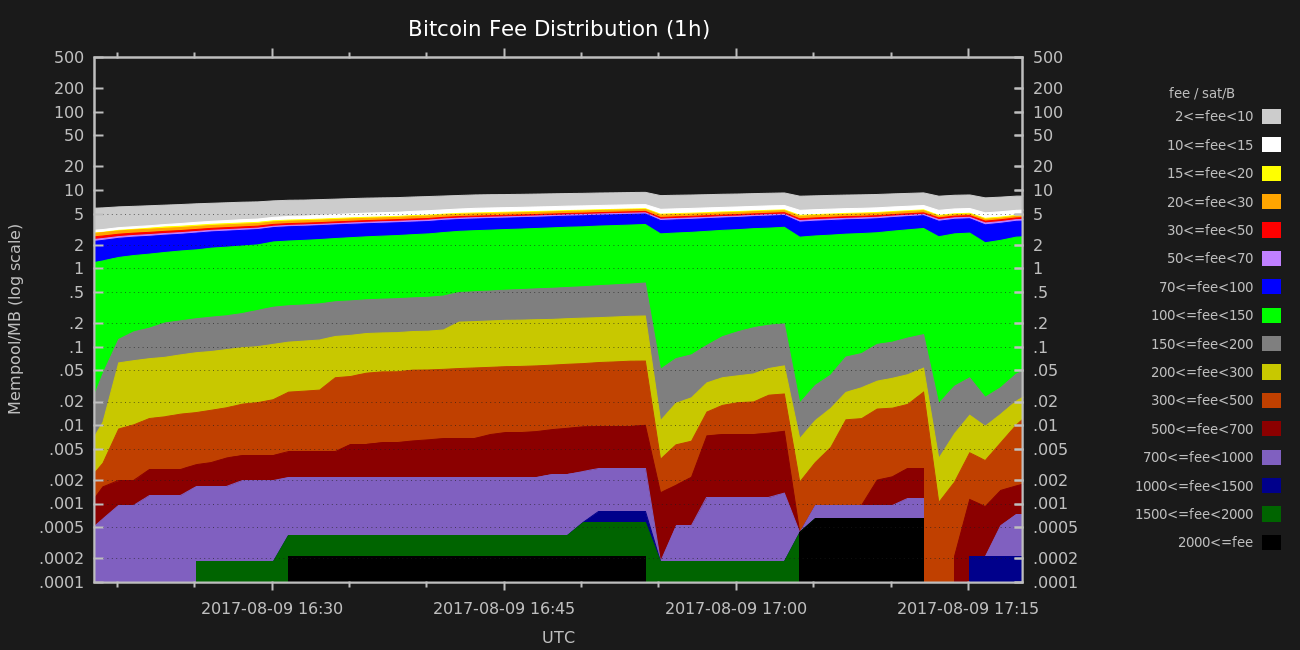 Bitcoin Fee Distribution (1h)
500
200
100
50
20
10
5
2
1
.5
.2
.1
.05
.02
.01
.005
.002
.001
.0005
.0002
.0001
Mempool/MB (log scale)
500
200
100
50
20
10
5
2
1
.5
.2
.1
.05
.02
.01
.005
.002
.001
.0005
.0002
.0001
fee / sat/B
2<=fee<10
10<=fee<15
15<=fee<20
20<=fee<30
30<=fee<50
50<=fee<70
70<=fee<100
100<=fee<150
150<=fee<200
200<=fee<300
300<=fee<500
500<=fee<700
700<=fee<1000
1000<=fee<1500
1500<=fee<2000
2000<=fee
2017-08-09 16:30 2017-08-09 16:45 2017-08-09 17:00 2017-08-09 17:15
UTC